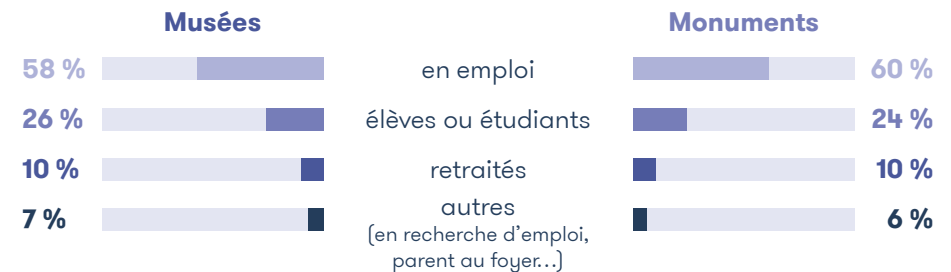 Musées Monuments
58 % en emploi 60 %
26 % élèves ou étudiants 24 %
10 % retraités 10 %
7 % autres 6 %
(en recherche d’emploi,
parent au foyer…)